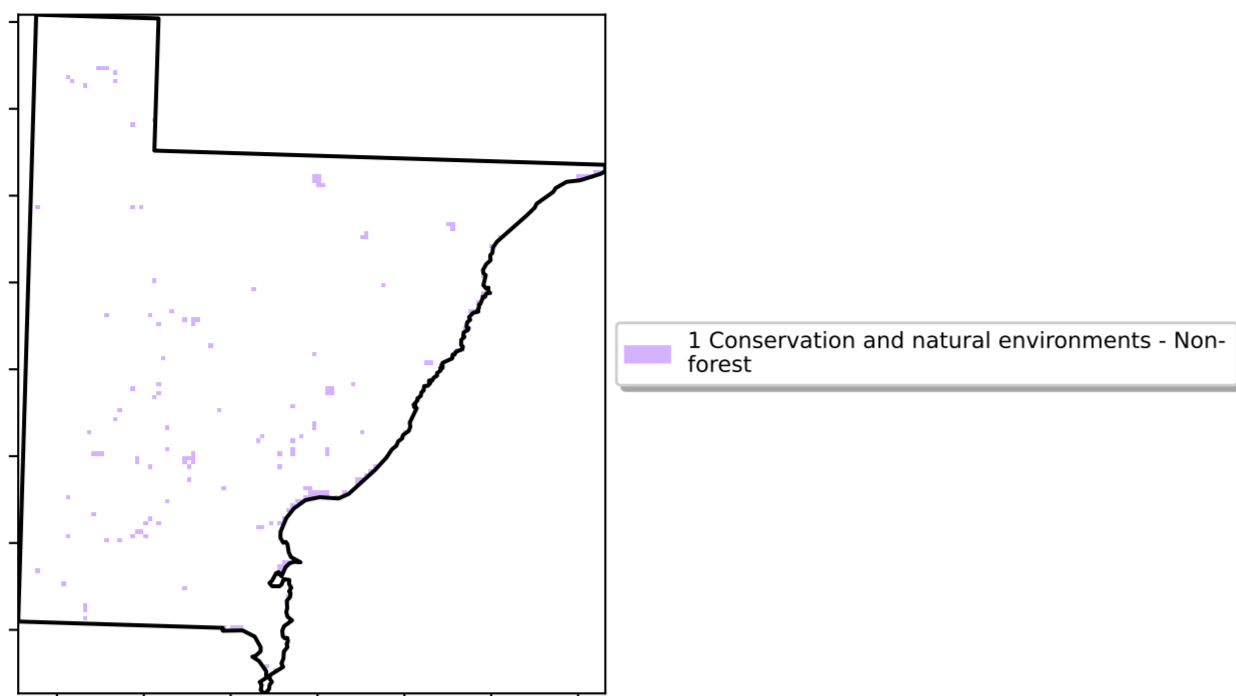 1 Conservation and natural environments - Non-
forest